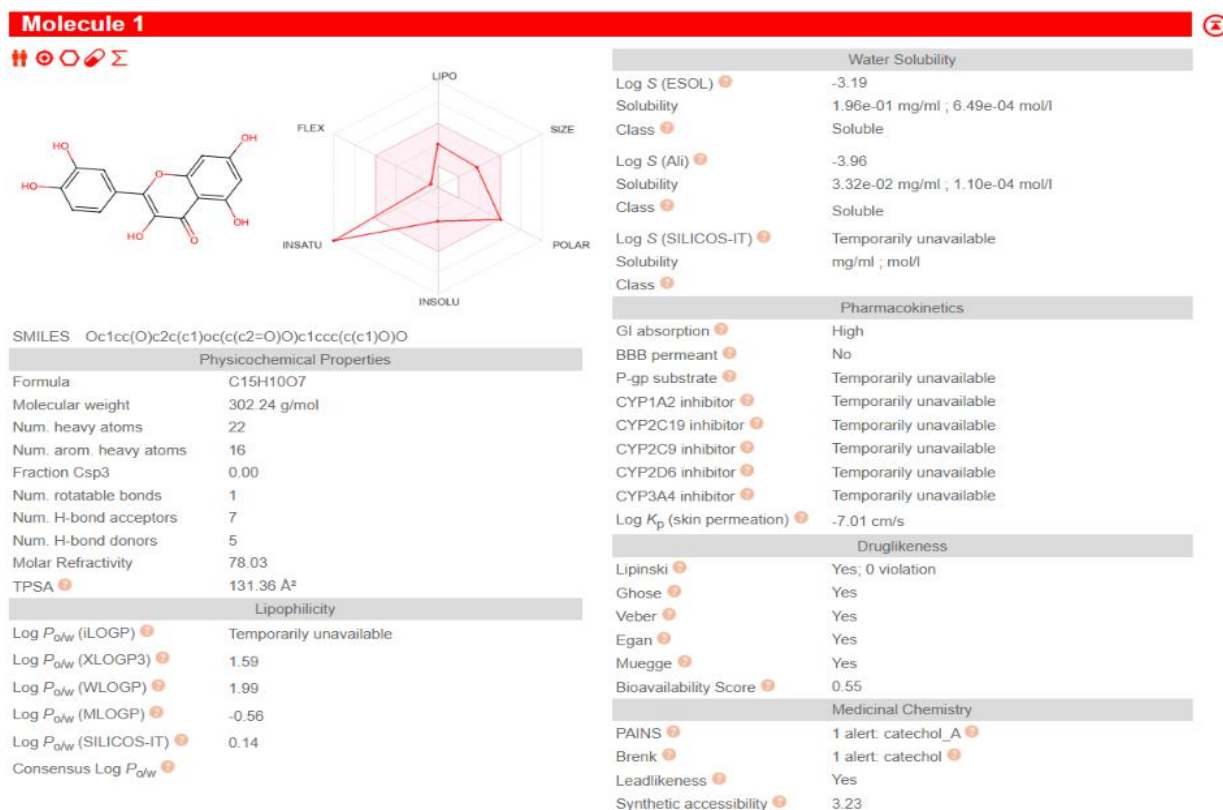 Molecule 1
LIPO
FLEX
SIZE
OH
HO
HO
O
OH
HO
O
INSATU
POLAR
INSOLU
SMILES Oc1cc(O)c2c(c1)oc(c(c2=O)O)c1ccc(c(c1)O)O
Physicochemical Properties
Formula C15H10O7
Molecular weight 302.24 g/mol
Num. heavy atoms 22
Num. arom. heavy atoms 16
Fraction Csp3 0.00
Num. rotatable bonds 1
Num. H-bond acceptors 7
Num. H-bond donors 5
Molar Refractivity 78.03
TPSA ? 131.36 Å²
Lipophilicity
Log Po/w (iLOGP) ? Temporarily unavailable
Log Po/w (XLOGP3) ? 1.59
Log Po/w (WLOGP) ? 1.99
Log Po/w (MLOGP) ? -0.56
Log Po/w (SILICOS-IT) ? 0.14
Consensus Log Po/w ?
Water Solubility
Log S (ESOL) ? -3.19
Solubility 1.96e-01 mg/ml ; 6.49e-04 mol/l
Class ? Soluble
Log S (Ali) ? -3.96
Solubility 3.32e-02 mg/ml ; 1.10e-04 mol/l
Class ? Soluble
Log S (SILICOS-IT) ? Temporarily unavailable
Solubility mg/ml ; mol/l
Class ?
Pharmacokinetics
GI absorption ? High
BBB permeant ? No
P-gp substrate ? Temporarily unavailable
CYP1A2 inhibitor ? Temporarily unavailable
CYP2C19 inhibitor ? Temporarily unavailable
CYP2C9 inhibitor ? Temporarily unavailable
CYP2D6 inhibitor ? Temporarily unavailable
CYP3A4 inhibitor ? Temporarily unavailable
Log Kp (skin permeation) ? -7.01 cm/s
Druglikeness
Lipinski ? Yes; 0 violation
Ghose ? Yes
Veber ? Yes
Egan ? Yes
Muegge ? Yes
Bioavailability Score ? 0.55
Medicinal Chemistry
PAINS ? 1 alert: catechol_A ?
Brenk ? 1 alert: catechol ?
Leadlikeness ? Yes
Synthetic accessibility ? 3.23